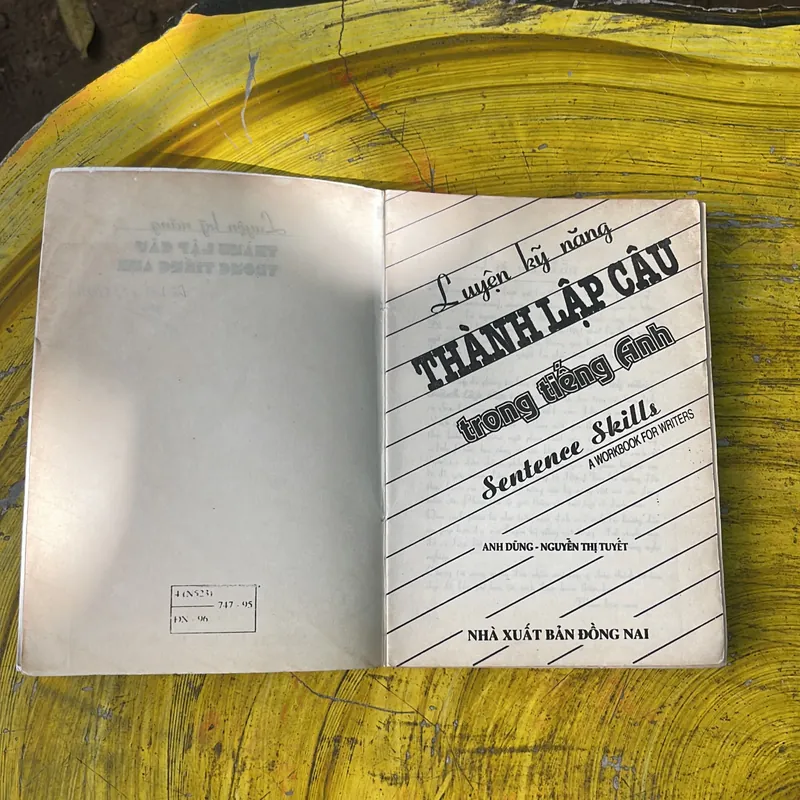 4 (N523)
747 - 95
ĐN - 96
Luyện kỹ năng
THÀNH LẬP CÂU
trong tiếng Anh
Sentence Skills
A WORKBOOK FOR WRITERS
ANH DŨNG - NGUYỄN THỊ TUYẾT
NHÀ XUẤT BẢN ĐỒNG NAI